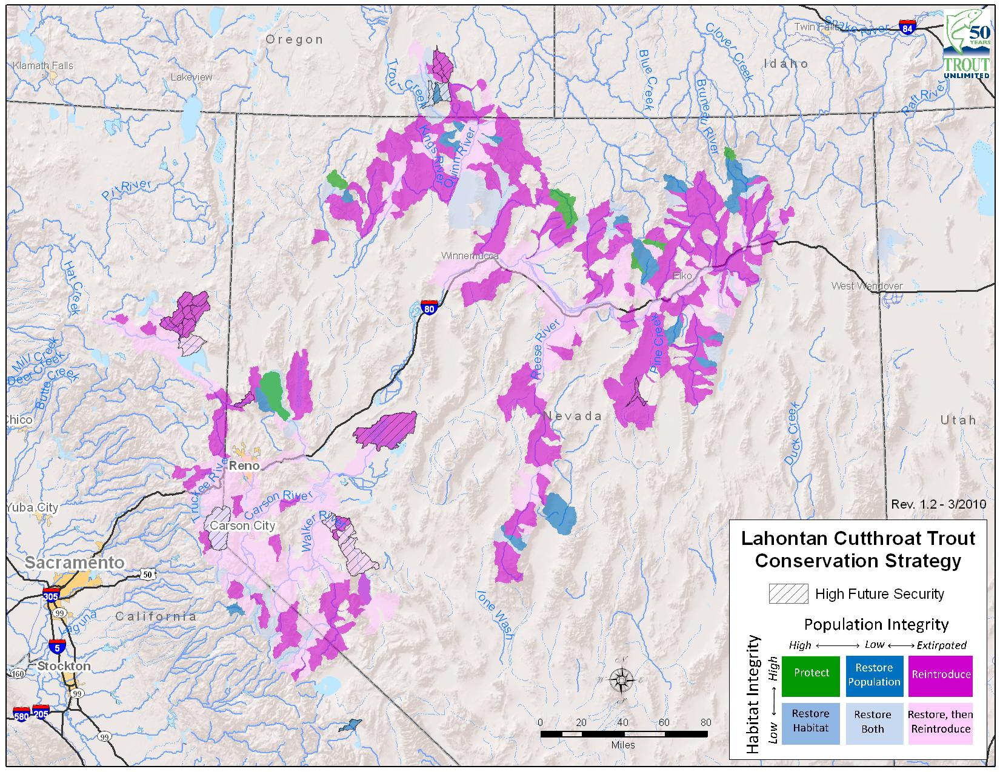 Oregon
Idaho
Klamath Falls
Lakeview
Twin Falls
Snake River
84
50
YEARS
TROUT
UNLIMITED
Trout
Creek
Blue Creek
Clover Creek
Bruneau River
Raft River
Kings River
Quinn River
Pit River
Hat Creek
Winnemucca
Elko
West Wendover
80
Mill Creek
Deer Creek
Butte Creek
Chico
Reese River
Pine Creek
Nevada
Utah
Duck Creek
Reno
Truckee River
Carson River
Carson City
Walker River
Yuba City
Sacramento
50
305
99
Laguna
California
5
Stockton
160
99
580
205
99
Ione Wash
N
W
E
S
0 20 40 60 80
Miles
Rev. 1.2 - 3/2010
Lahontan Cutthroat Trout
Conservation Strategy
High Future Security
Population Integrity
High Low Extirpated
Habitat Integrity
High
Low
Protect
Restore
Population
Reintroduce
Restore
Habitat
Restore
Both
Restore, then
Reintroduce